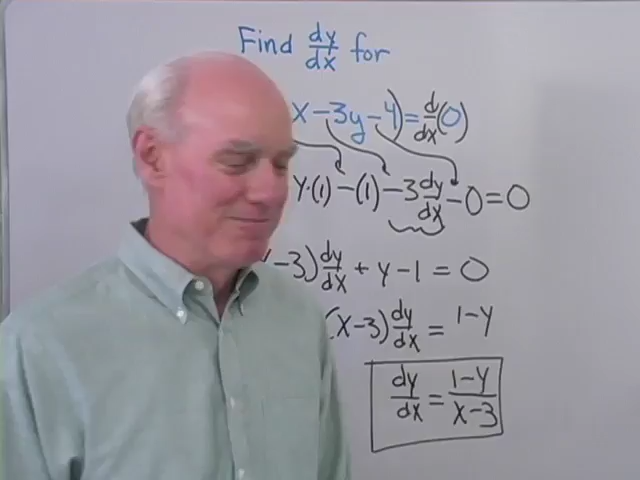 Find dy/dx for
x - 3y - 4) = d/dx (0)
y·(1) - (1) - 3 dy/dx - 0 = 0
- 3) dy/dx + y - 1 = 0
(x - 3) dy/dx = 1 - y
dy/dx = 1 - y / x - 3